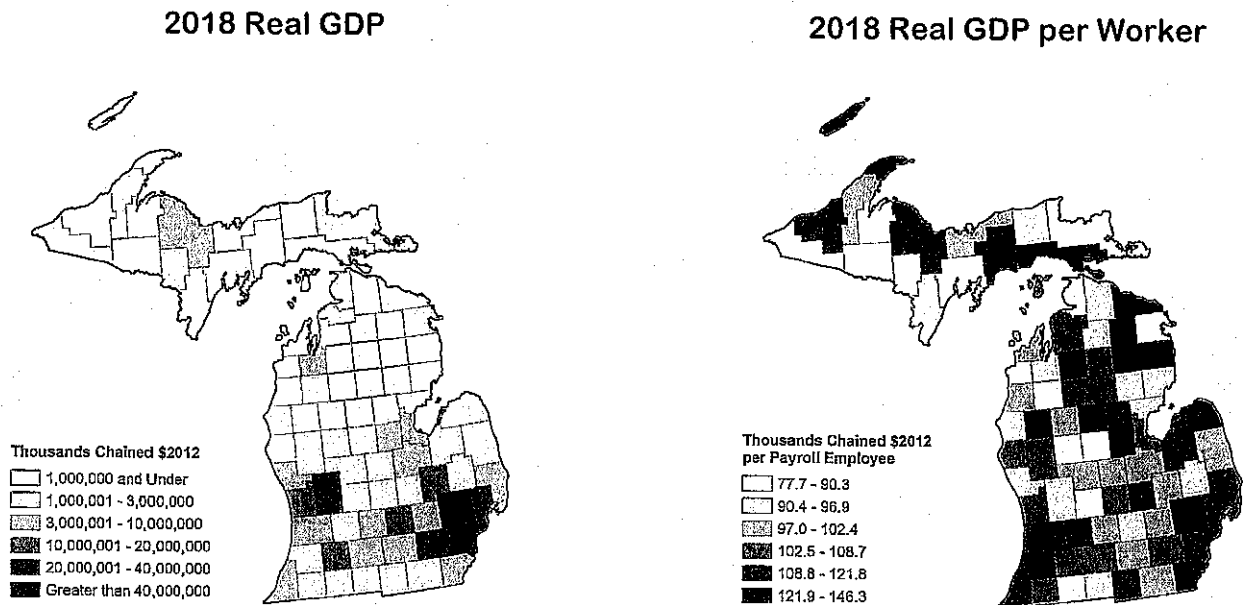 2018 Real GDP
Thousands Chained $2012
1,000,000 and Under
1,000,001 - 3,000,000
3,000,001 - 10,000,000
10,000,001 - 20,000,000
20,000,001 - 40,000,000
Greater than 40,000,000
2018 Real GDP per Worker
Thousands Chained $2012
per Payroll Employee
77.7 - 90.3
90.4 - 96.9
97.0 - 102.4
102.5 - 108.7
108.8 - 121.8
121.9 - 146.3